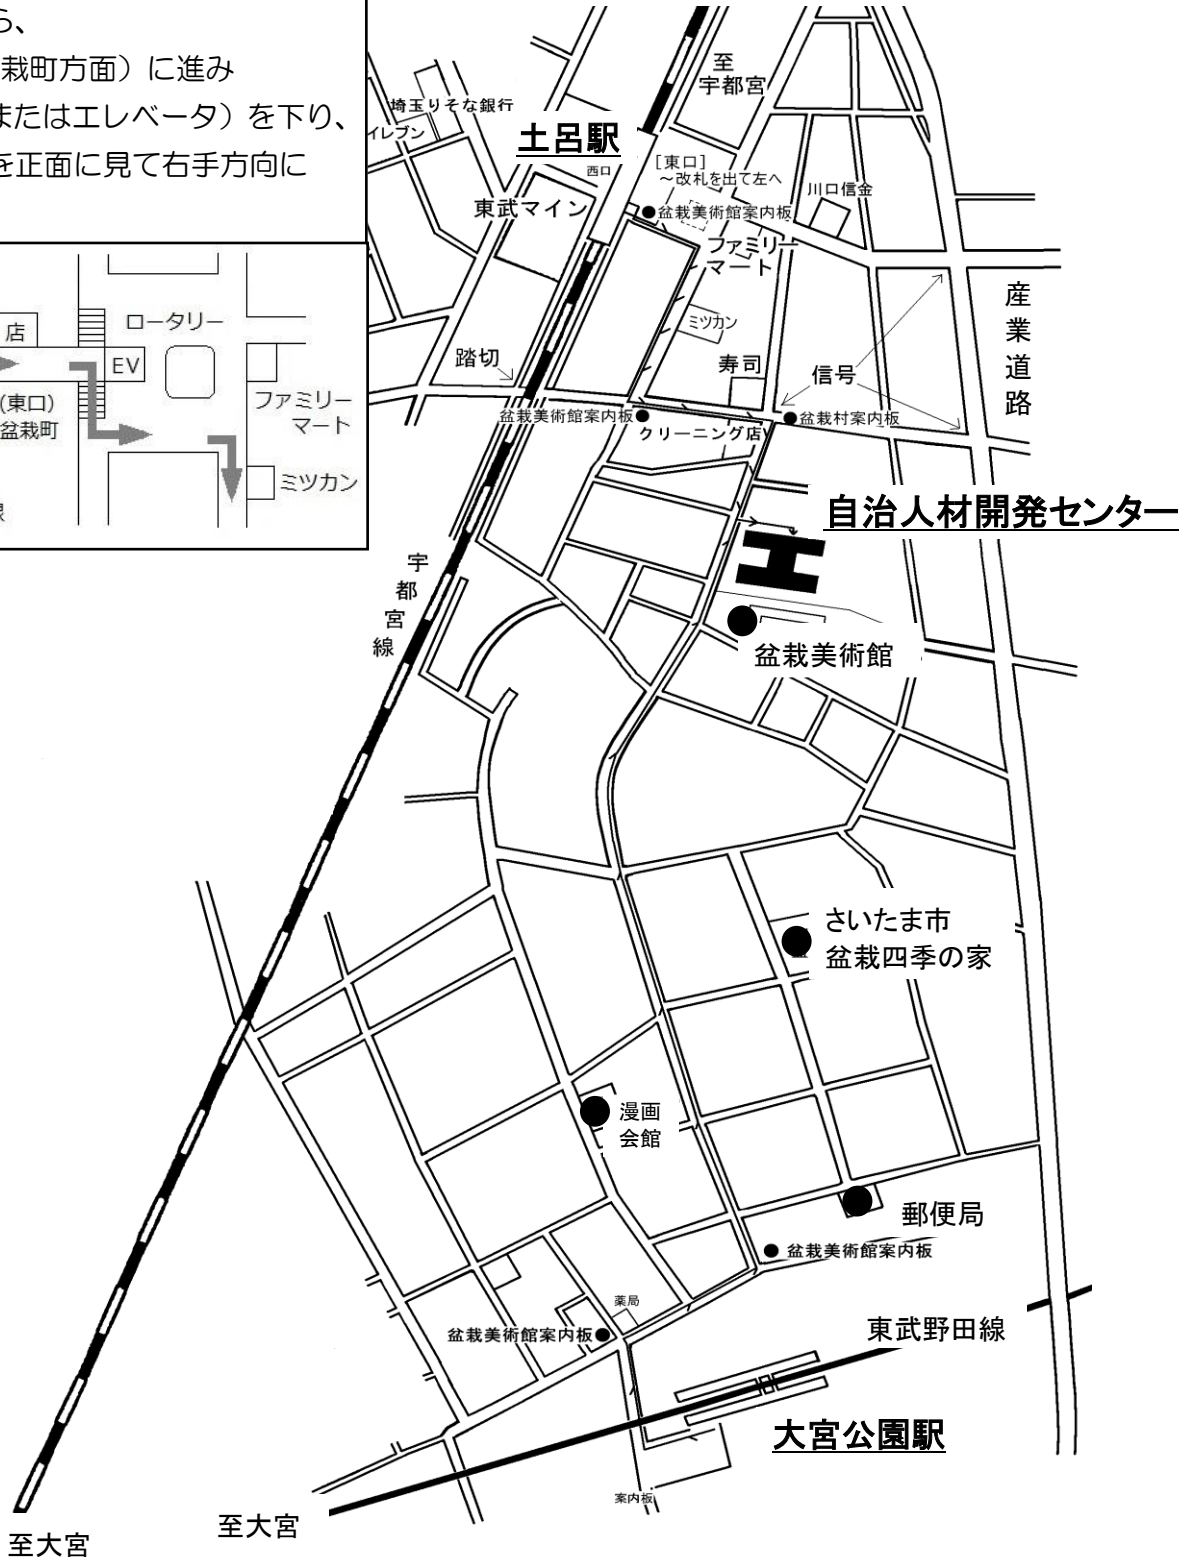 ら、
栽町方面）に進み
またはエレベータ）を下り、
を正面に見て右手方向に
店
ロータリー
EV
(東口)
盆栽町
ファミリー
マート
ミツカン
至
宇都宮
埼玉りそな銀行
イレブン
土呂駅
西口
[東口]
～改札を出て左へ
川口信金
東武マイン
盆栽美術館案内板
ファミリー
マート
産業道路
ミツカン
踏切
寿司
信号
盆栽美術館案内板
盆栽村案内板
クリーニング店
自治人材開発センター
宇都宮線
盆栽美術館
さいたま市
盆栽四季の家
漫画
会館
郵便局
盆栽美術館案内板
薬局
盆栽美術館案内板
東武野田線
大宮公園駅
案内板
至大宮
至大宮